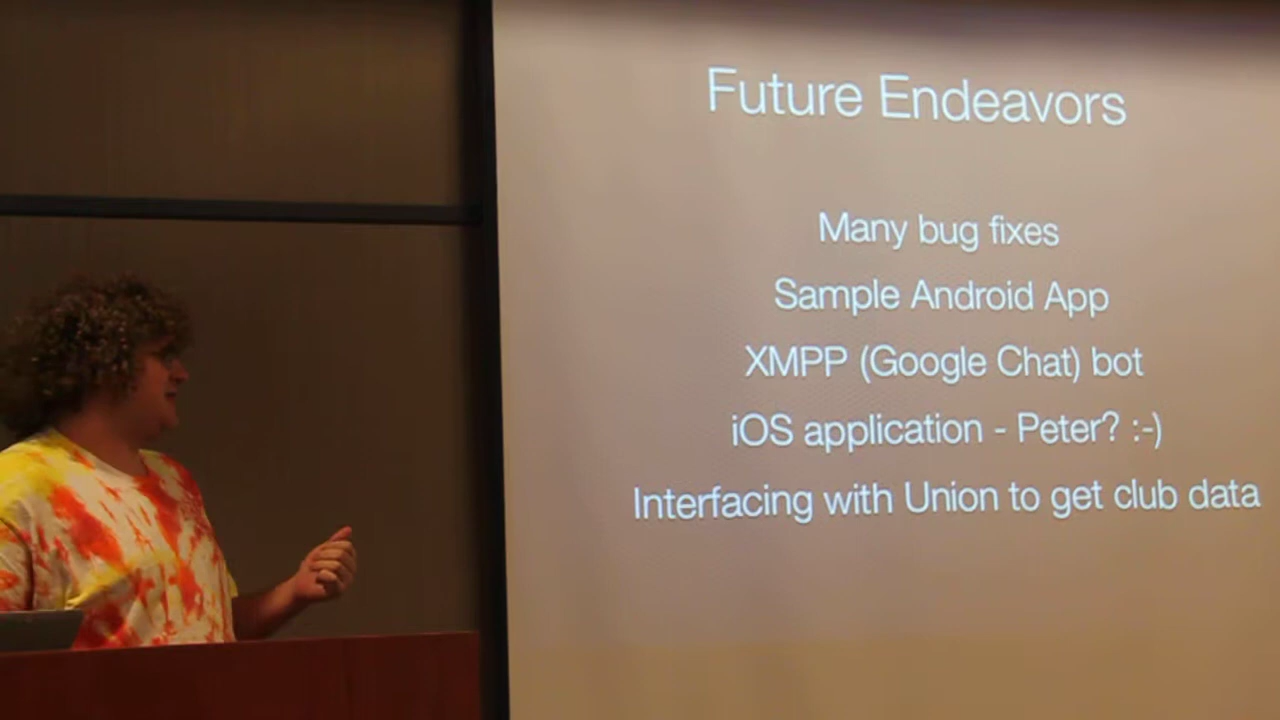 Future Endeavors
Many bug fixes
Sample Android App
XMPP (Google Chat) bot
iOS application - Peter? :-)
Interfacing with Union to get club data